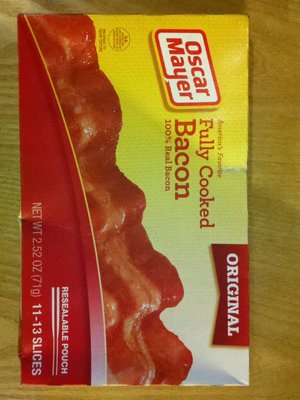 Oscar
Mayer
America's Favorite
Fully Cooked
Bacon
100% Real Bacon
ORIGINAL
NET WT 2.52 OZ (71g) 11-13 SLICES
RESEALABLE POUCH